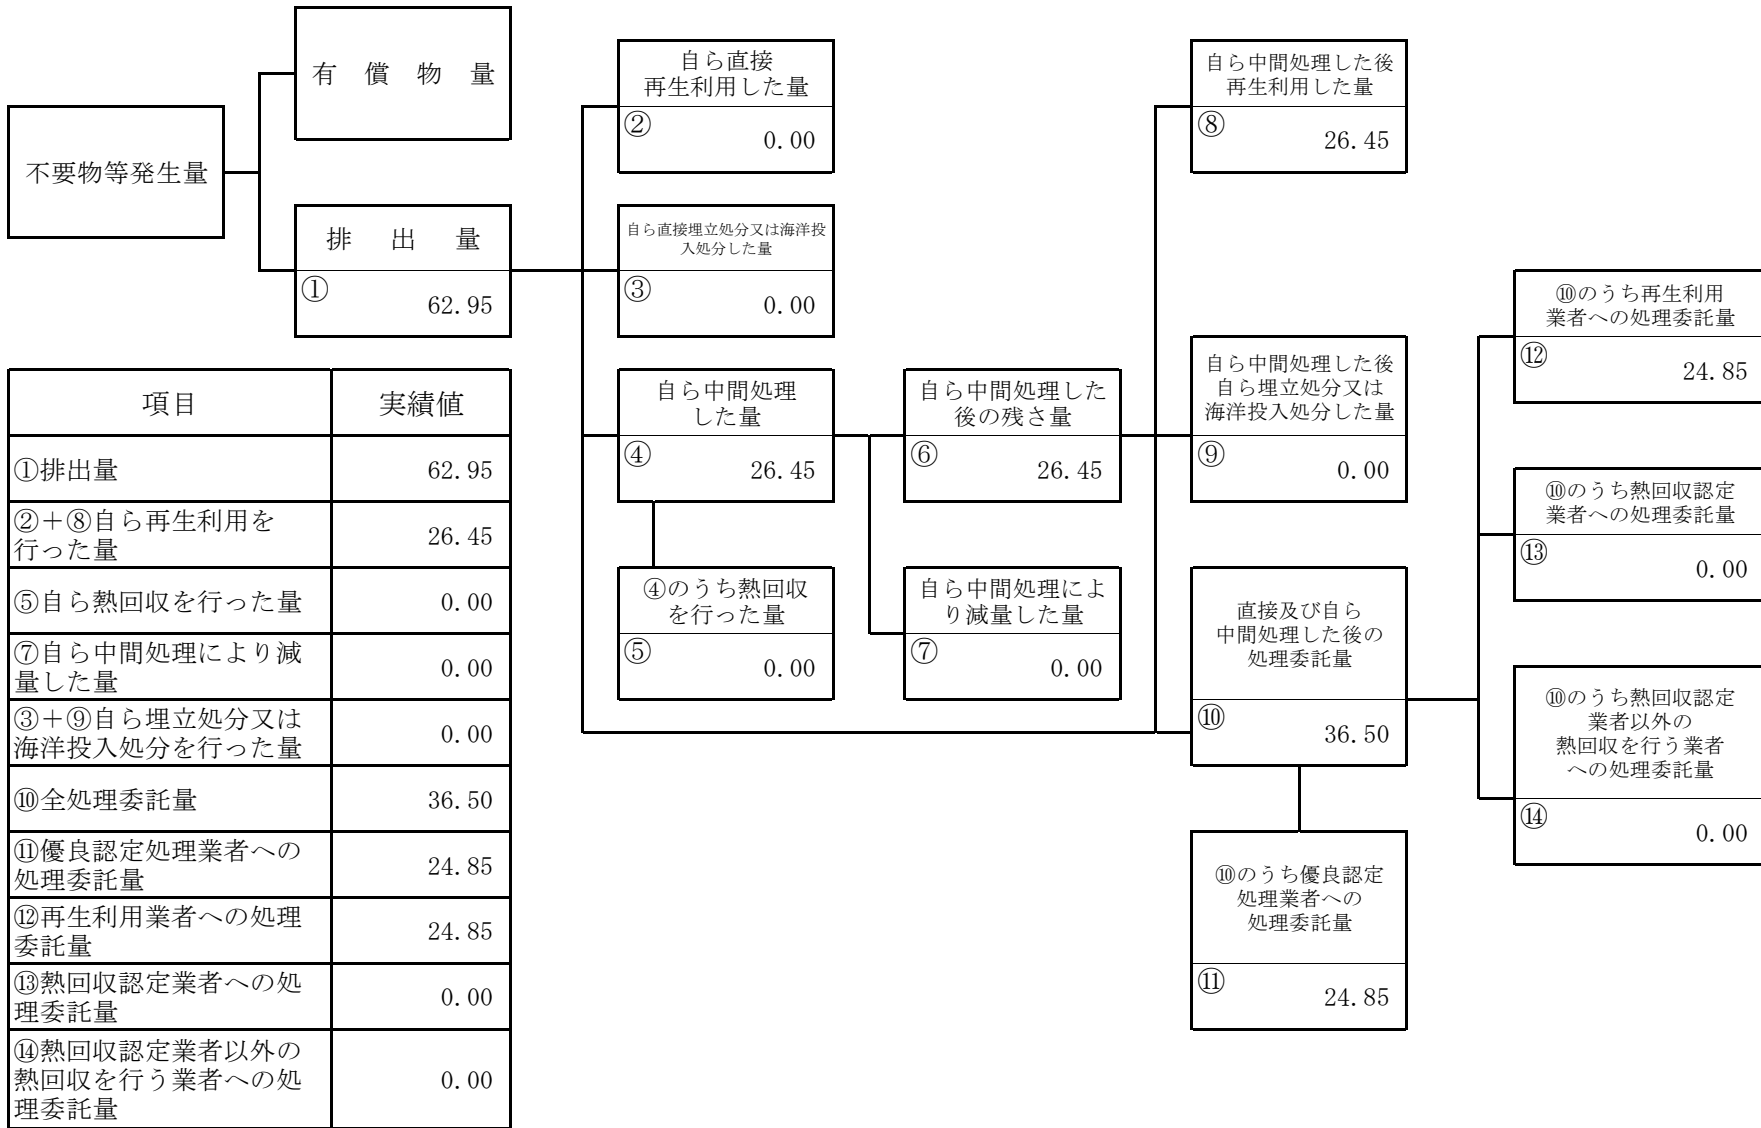 不要物等発生量
有償物量
排出量
①
62.95
自ら直接
再生利用した量
②
0.00
自ら直接埋立処分又は海洋投
入処分した量
③
0.00
自ら中間処理
した量
④
26.45
④のうち熱回収
を行った量
⑤
0.00
自ら中間処理した
後の残さ量
⑥
26.45
自ら中間処理によ
り減量した量
⑦
0.00
自ら中間処理した後
再生利用した量
⑧
26.45
自ら中間処理した後
自ら埋立処分又は
海洋投入処分した量
⑨
0.00
直接及び自ら
中間処理した後の
処理委託量
⑩
36.50
⑩のうち優良認定
処理業者への
処理委託量
⑪
24.85
⑩のうち再生利用
業者への処理委託量
⑫
24.85
⑩のうち熱回収認定
業者への処理委託量
⑬
0.00
⑩のうち熱回収認定
業者以外の
熱回収を行う業者
への処理委託量
⑭
0.00
項目 実績値
①排出量 62.95
②＋⑧自ら再生利用を
行った量 26.45
⑤自ら熱回収を行った量 0.00
⑦自ら中間処理により減
量した量 0.00
③＋⑨自ら埋立処分又は
海洋投入処分を行った量 0.00
⑩全処理委託量 36.50
⑪優良認定処理業者への
処理委託量 24.85
⑫再生利用業者への処理
委託量 24.85
⑬熱回収認定業者への処
理委託量 0.00
⑭熱回収認定業者以外の
熱回収を行う業者への処
理委託量 0.00